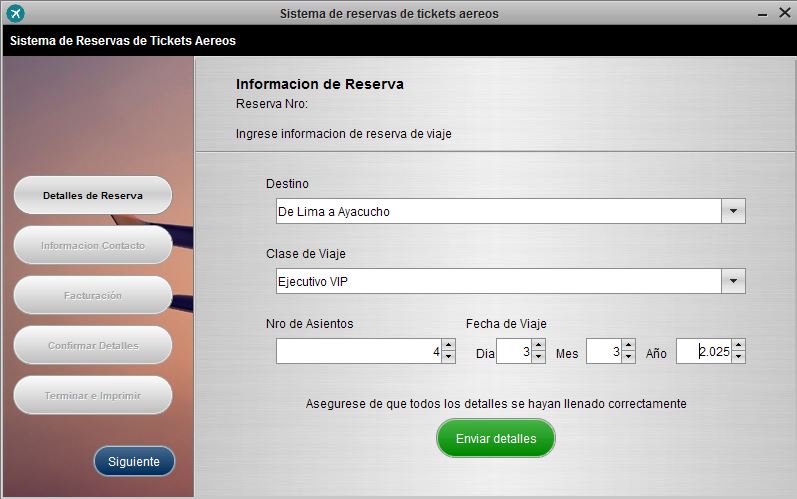 Sistema de reservas de tickets aereos
Sistema de Reservas de Tickets Aereos
Informacion de Reserva
Reserva Nro:
Ingrese informacion de reserva de viaje
Detalles de Reserva
Informacion Contacto
Facturación
Confirmar Detalles
Terminar e Imprimir
Siguiente
Destino
De Lima a Ayacucho
Clase de Viaje
Ejecutivo VIP
Nro de Asientos
Fecha de Viaje
4
Dia 3 Mes 3 Año 2.025
Asegurese de que todos los detalles se hayan llenado correctamente
Enviar detalles